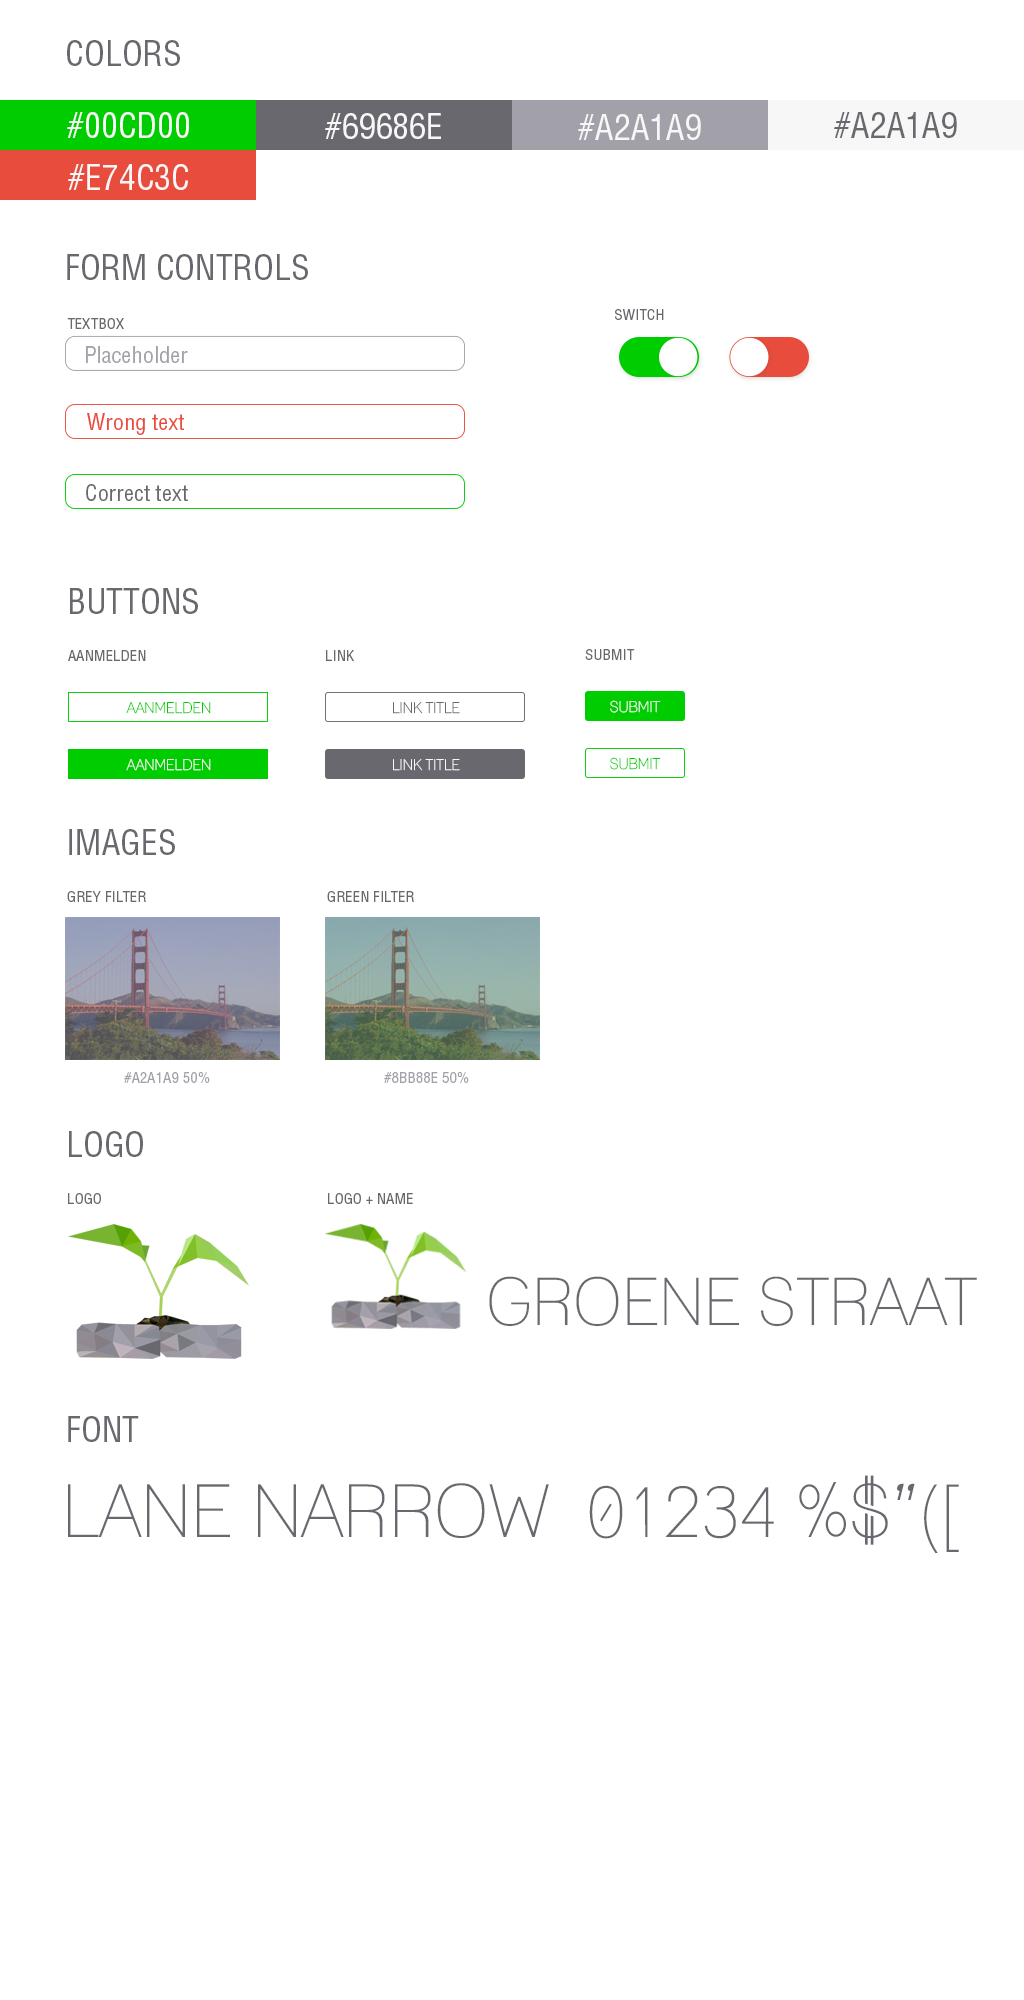 COLORS
#00CD00 #69686E #A2A1A9 #A2A1A9
#E74C3C
FORM CONTROLS
TEXTBOX SWITCH
Placeholder
Wrong text
Correct text
BUTTONS
AANMELDEN LINK SUBMIT
AANMELDEN LINK TITLE SUBMIT
AANMELDEN LINK TITLE SUBMIT
IMAGES
GREY FILTER GREEN FILTER
#A2A1A9 50% #8BB88E 50%
LOGO
LOGO LOGO + NAME
GROENE STRAAT
FONT
LANE NARROW 01234 %$"([